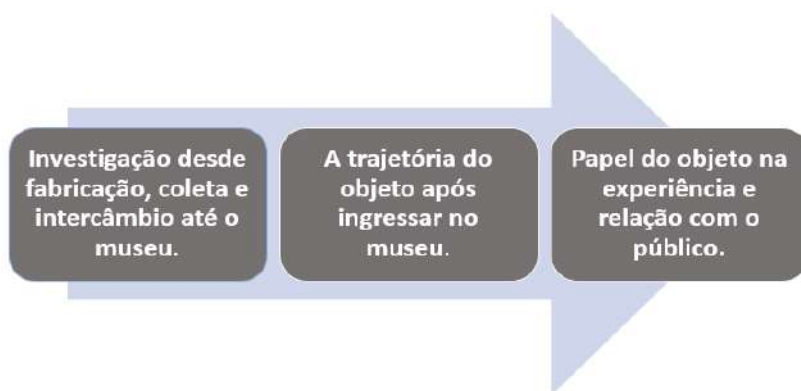 Investigação desde
fabricação, coleta e
intercâmbio até o
museu.
A trajetória do
objeto após
ingressar no
museu.
Papel do objeto na
experiência e
relação com o
público.